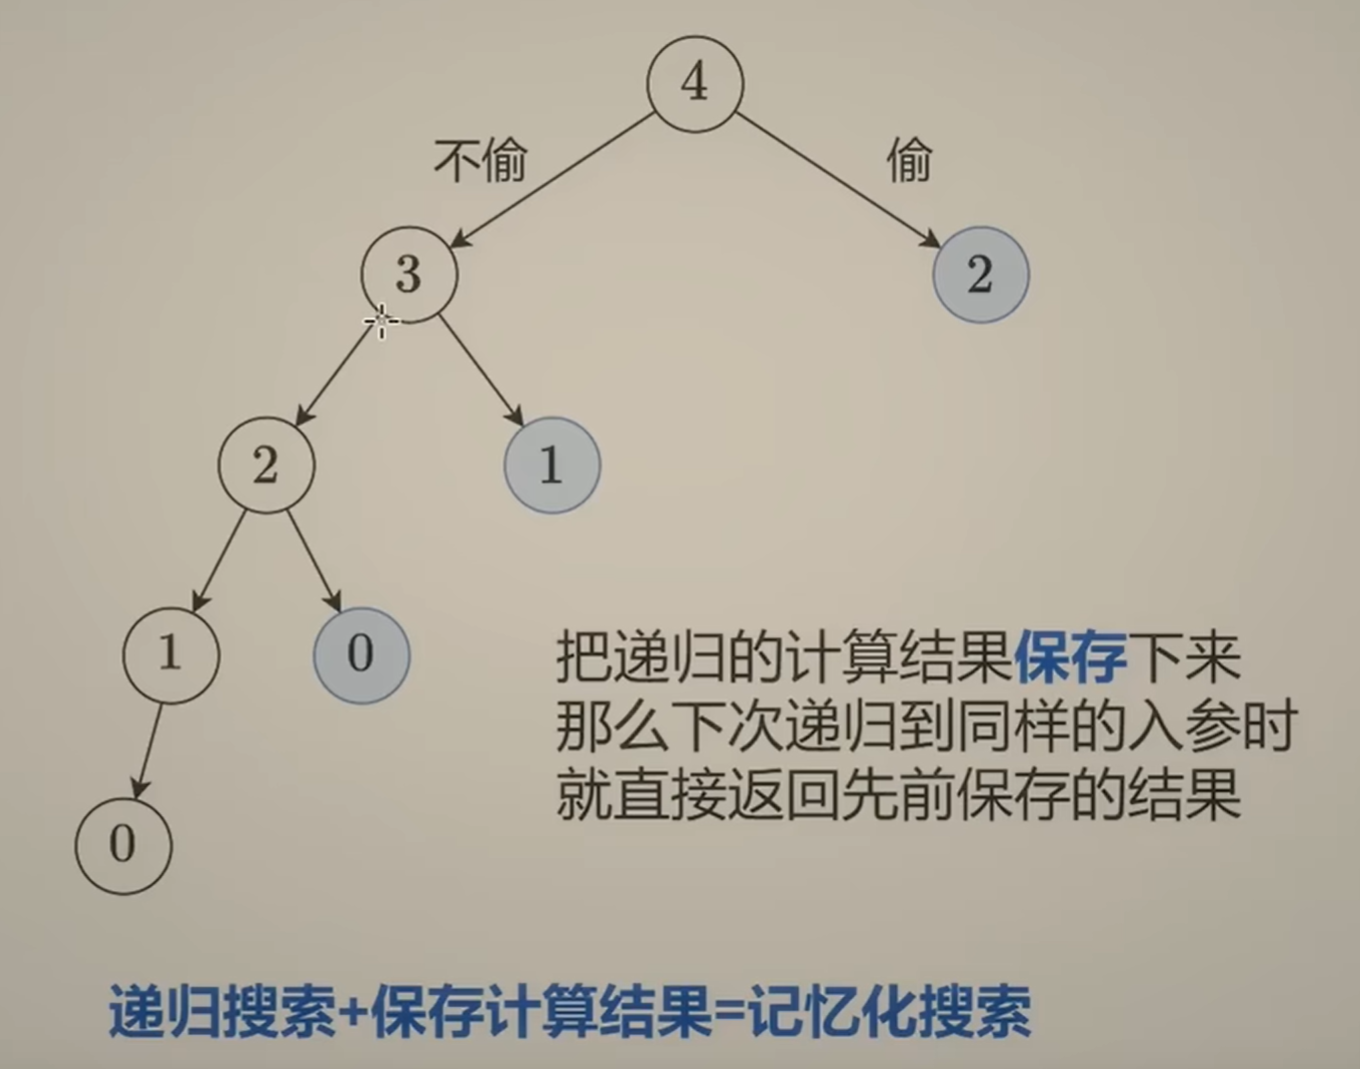 4
不偷
偷
3
2
2
1
1
0
0
把递归的计算结果保存下来
那么下次递归到同样的入参时
就直接返回先前保存的结果
递归搜索+保存计算结果=记忆化搜索